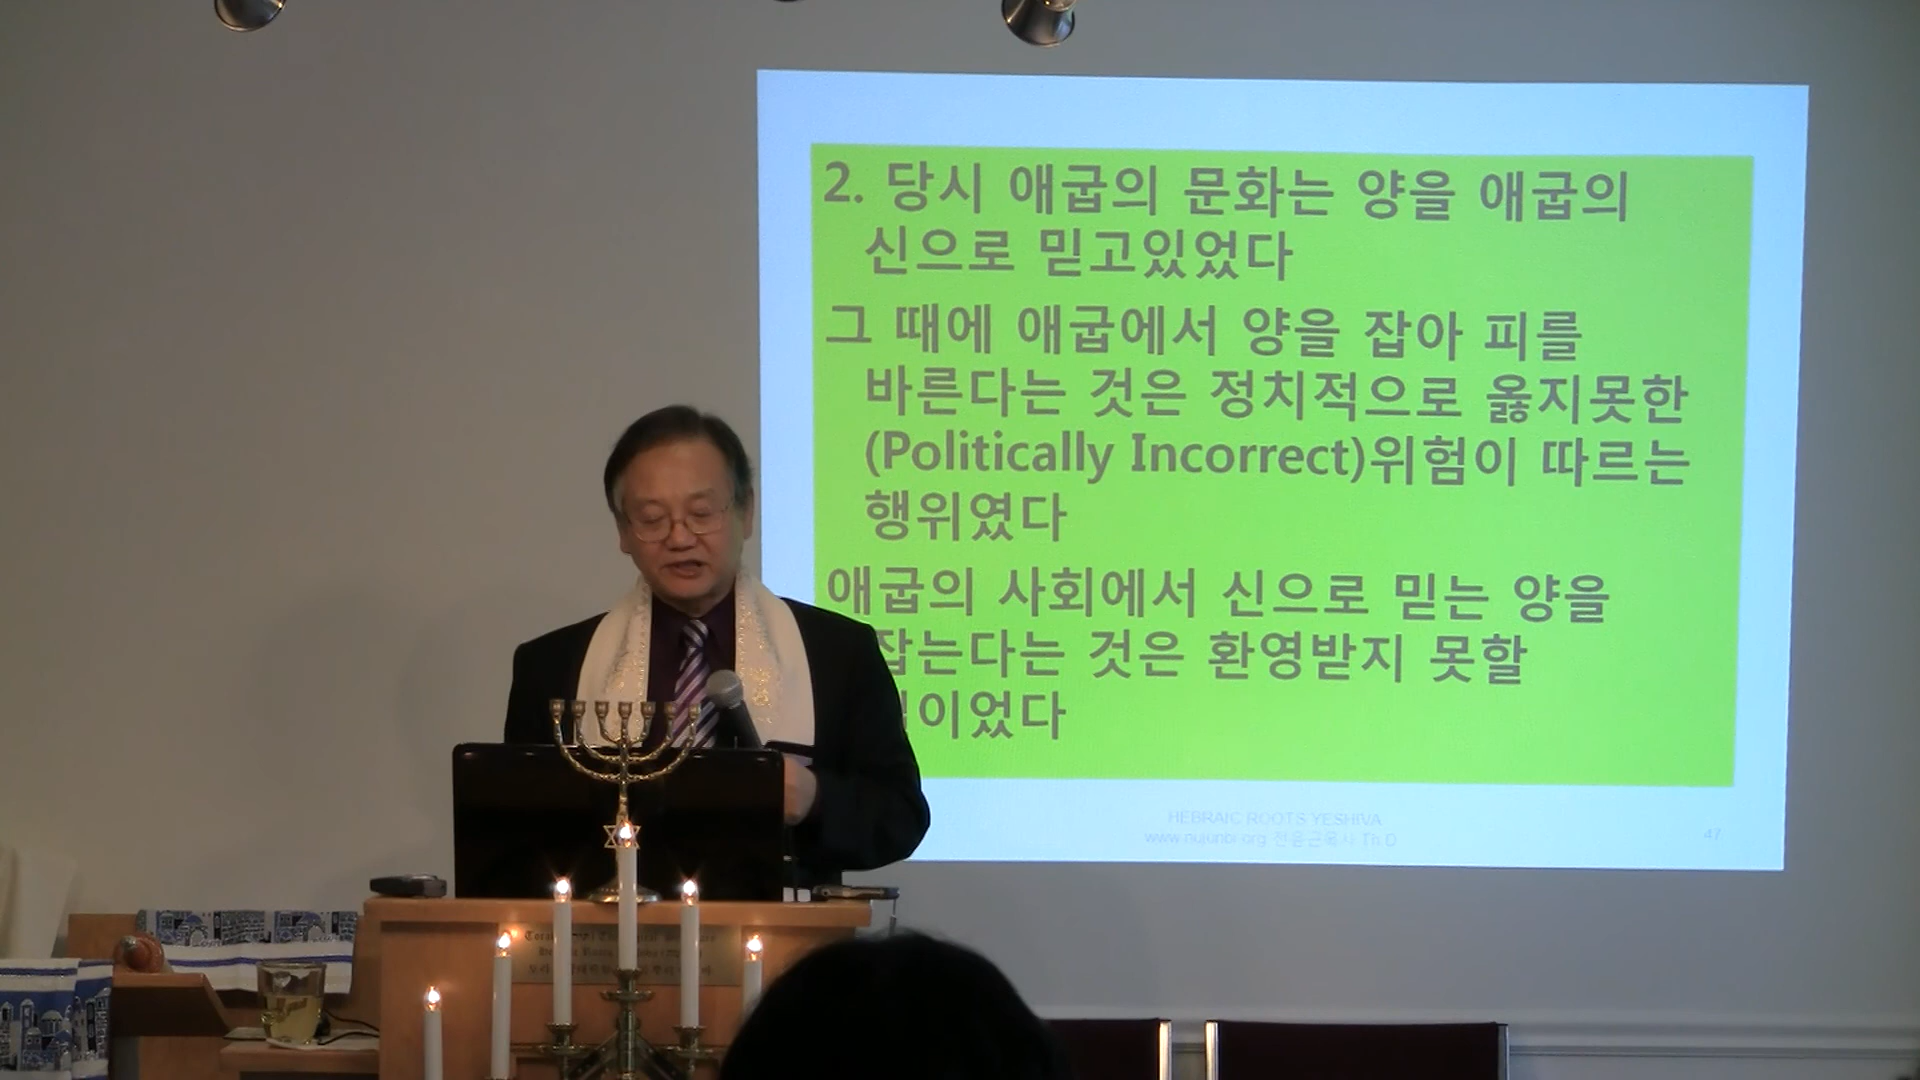 2. 당시 애굽의 문화는 양을 애굽의
신으로 믿고있었다
그 때에 애굽에서 양을 잡아 피를
바른다는 것은 정치적으로 옳지못한
(Politically Incorrect)위험이 따르는
행위였다
애굽의 사회에서 신으로 믿는 양을
잡는다는 것은 환영받지 못할
이었다
HEBRAIC ROOTS YESHIVA
Th.D
47